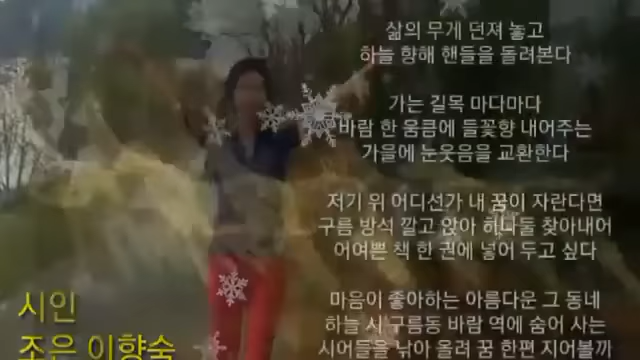 삶의 무게 던져 놓고
하늘 향해 핸들을 돌려본다
가는 길목 마다마다
바람 한 움큼에 들꽃향 내어주는
가을에 눈웃음을 교환한다
저기 위 어디선가 내 꿈이 자란다면
구름 방석 깔고 앉아 하나둘 찾아내어
어여쁜 책 한 권에 넣어 두고 싶다
마음이 좋아하는 아름다운 그 동네
하늘 시 구름동 바람 역에 숨어 사는
시어들을 낚아 올려 꿈 한편 지어볼까
시인
조은 이향숙